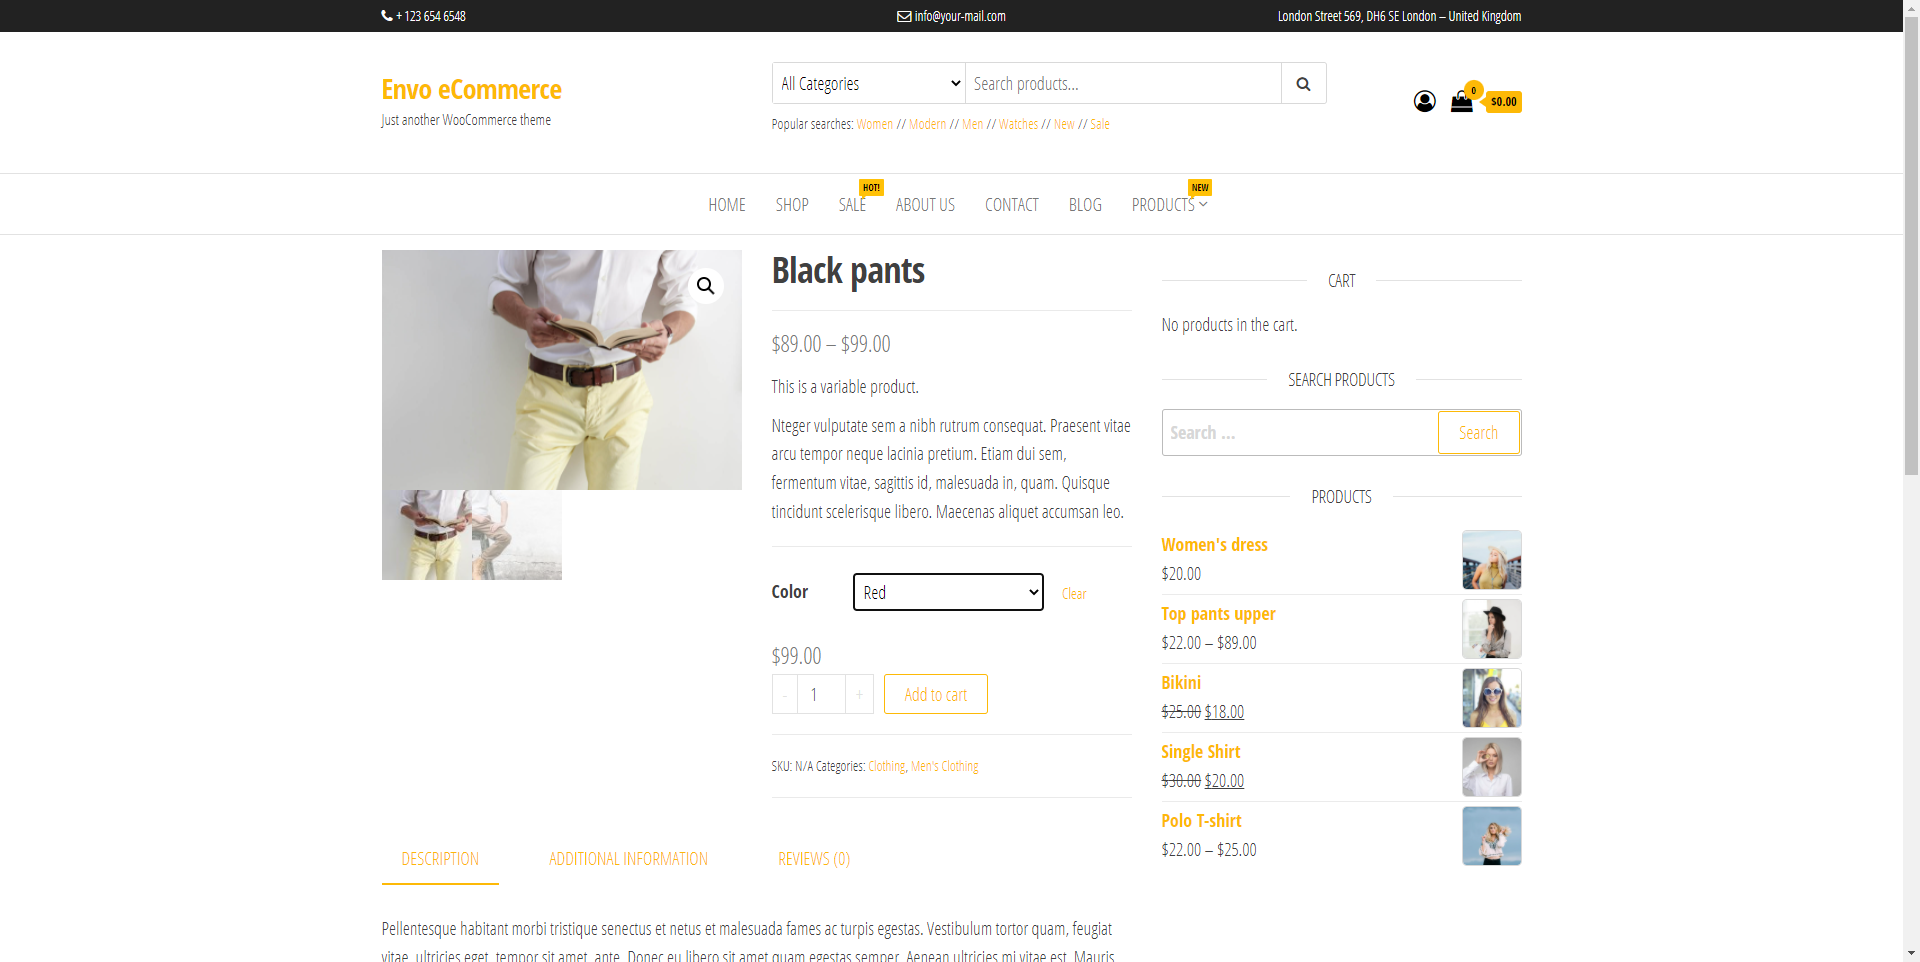 + 123 654 6548
info@your-mail.com
London Street 569, DH6 SE London – United Kingdom
Envo eCommerce
Just another WooCommerce theme
All Categories
Search products...
Popular searches: Women // Modern // Men // Watches // New // Sale
0
$0.00
HOME
SHOP
SALE
HOT!
ABOUT US
CONTACT
BLOG
PRODUCTS
NEW
Black pants
$89.00 – $99.00
This is a variable product.
Nteger vulputate sem a nibh rutrum consequat. Praesent vitae
arcu tempor neque lacinia pretium. Etiam dui sem,
fermentum vitae, sagittis id, malesuada in, quam. Quisque
tincidunt scelerisque libero. Maecenas aliquet accumsan leo.
Color
Red
Clear
$99.00
- 1 +
Add to cart
SKU: N/A Categories: Clothing, Men's Clothing
CART
No products in the cart.
SEARCH PRODUCTS
Search ...
Search
PRODUCTS
Women's dress
$20.00
Top pants upper
$22.00 – $89.00
Bikini
$25.00 $18.00
Single Shirt
$30.00 $20.00
Polo T-shirt
$22.00 – $25.00
DESCRIPTION
ADDITIONAL INFORMATION
REVIEWS (0)
Pellentesque habitant morbi tristique senectus et netus et malesuada fames ac turpis egestas. Vestibulum tortor quam, feugiat
vitae, ultricies eget, tempor sit amet, ante. Donec eu libero sit amet quam egestas semper. Aenean ultricies mi vitae est. Mauris